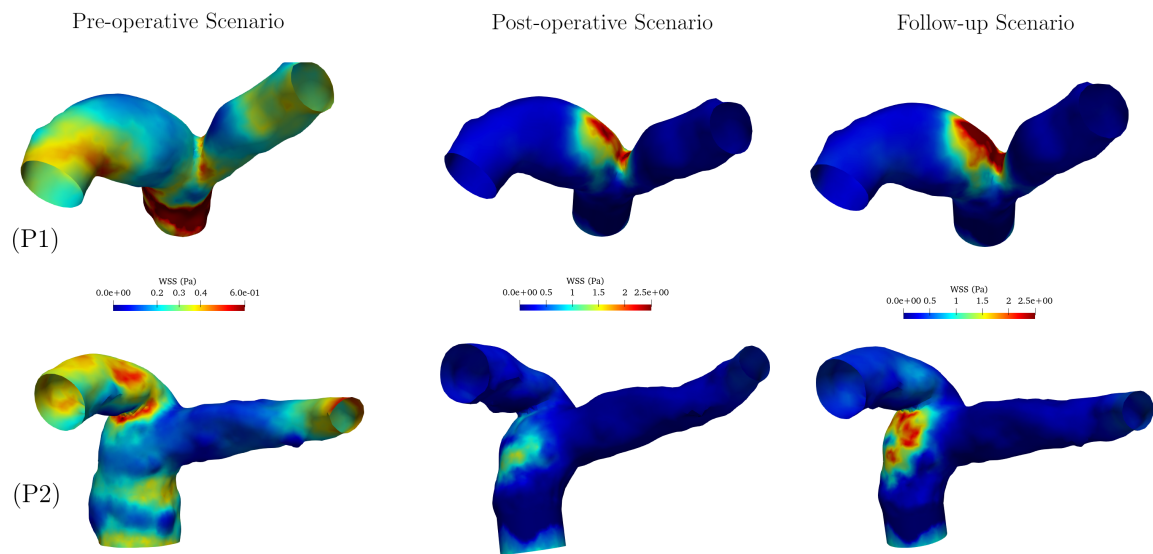 Pre-operative Scenario Post-operative Scenario Follow-up Scenario
(P1)
WSS (Pa) WSS (Pa) WSS (Pa)
0.0e+00 0.2 0.3 0.4 6.0e-01 0.0e+00 0.5 1 1.5 2 2.5e+00 0.0e+00 0.5 1 1.5 2 2.5e+00
(P2)